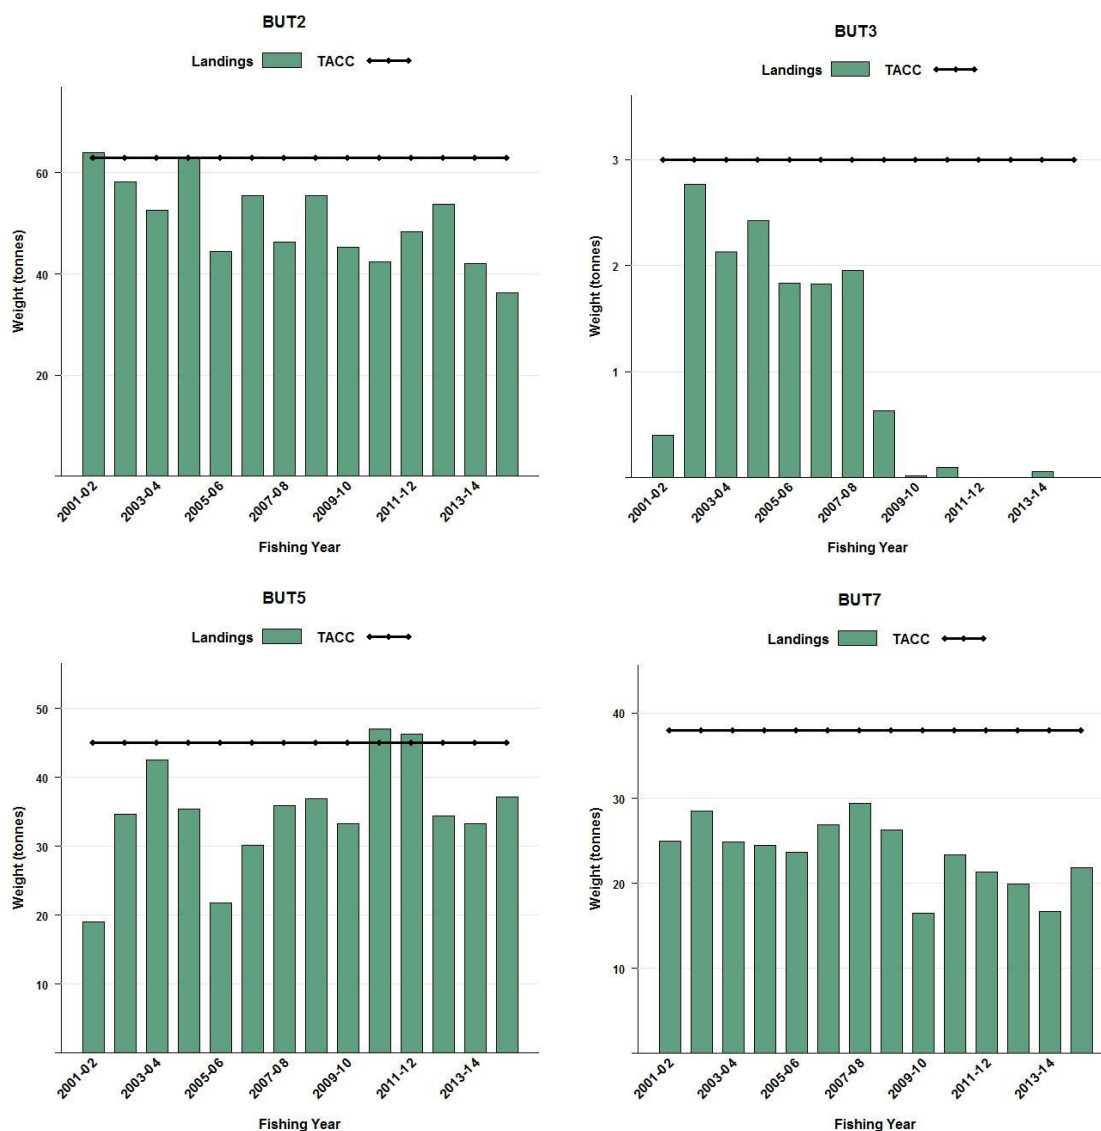 BUT2
Landings TACC
Weight (tonnes)
60
40
20
2001-02
2003-04
2005-06
2007-08
2009-10
2011-12
2013-14
Fishing Year
BUT3
Landings TACC
Weight (tonnes)
3
2
1
2001-02
2003-04
2005-06
2007-08
2009-10
2011-12
2013-14
Fishing Year
BUT5
Landings TACC
Weight (tonnes)
50
40
30
20
10
2001-02
2003-04
2005-06
2007-08
2009-10
2011-12
2013-14
Fishing Year
BUT7
Landings TACC
Weight (tonnes)
40
30
20
10
2001-02
2003-04
2005-06
2007-08
2009-10
2011-12
2013-14
Fishing Year